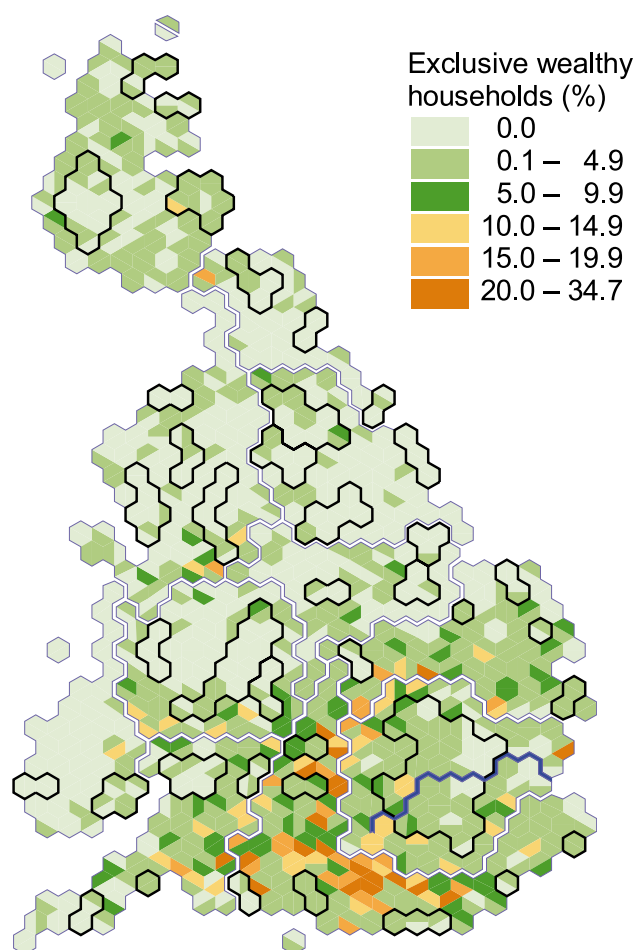 Exclusive wealthy
households (%)
0.0
0.1 – 4.9
5.0 – 9.9
10.0 – 14.9
15.0 – 19.9
20.0 – 34.7